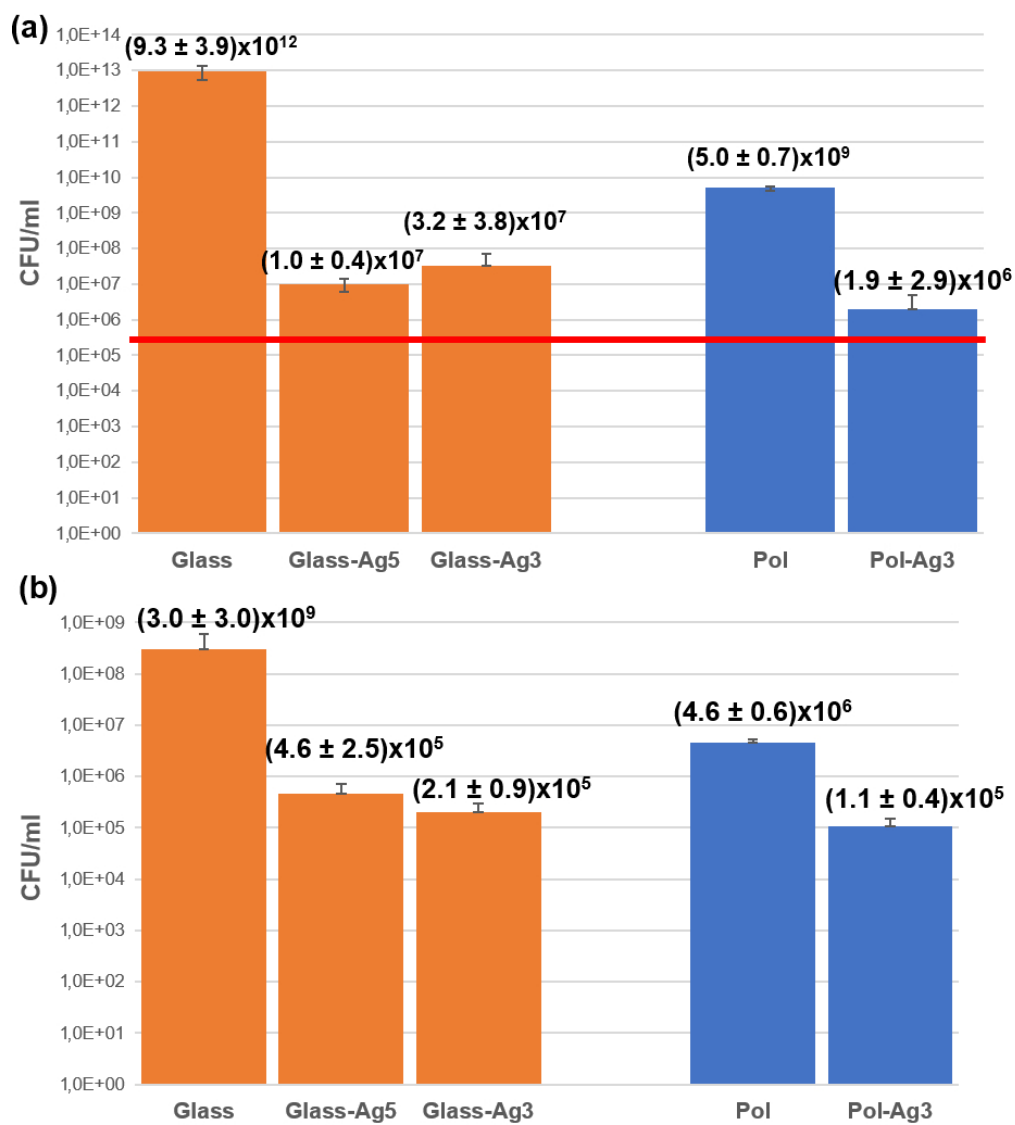 (a)
CFU/ml
1,0E+14
1,0E+13
1,0E+12
1,0E+11
1,0E+10
1,0E+09
1,0E+08
1,0E+07
1,0E+06
1,0E+05
1,0E+04
1,0E+03
1,0E+02
1,0E+01
1,0E+00
(9.3 ± 3.9)x10¹²
(1.0 ± 0.4)x10⁷
(3.2 ± 3.8)x10⁷
(5.0 ± 0.7)x10⁹
(1.9 ± 2.9)x10⁶
Glass Glass-Ag5 Glass-Ag3 Pol Pol-Ag3
(b)
CFU/ml
1,0E+09
1,0E+08
1,0E+07
1,0E+06
1,0E+05
1,0E+04
1,0E+03
1,0E+02
1,0E+01
1,0E+00
(3.0 ± 3.0)x10⁹
(4.6 ± 2.5)x10⁵
(2.1 ± 0.9)x10⁵
(4.6 ± 0.6)x10⁶
(1.1 ± 0.4)x10⁵
Glass Glass-Ag5 Glass-Ag3 Pol Pol-Ag3